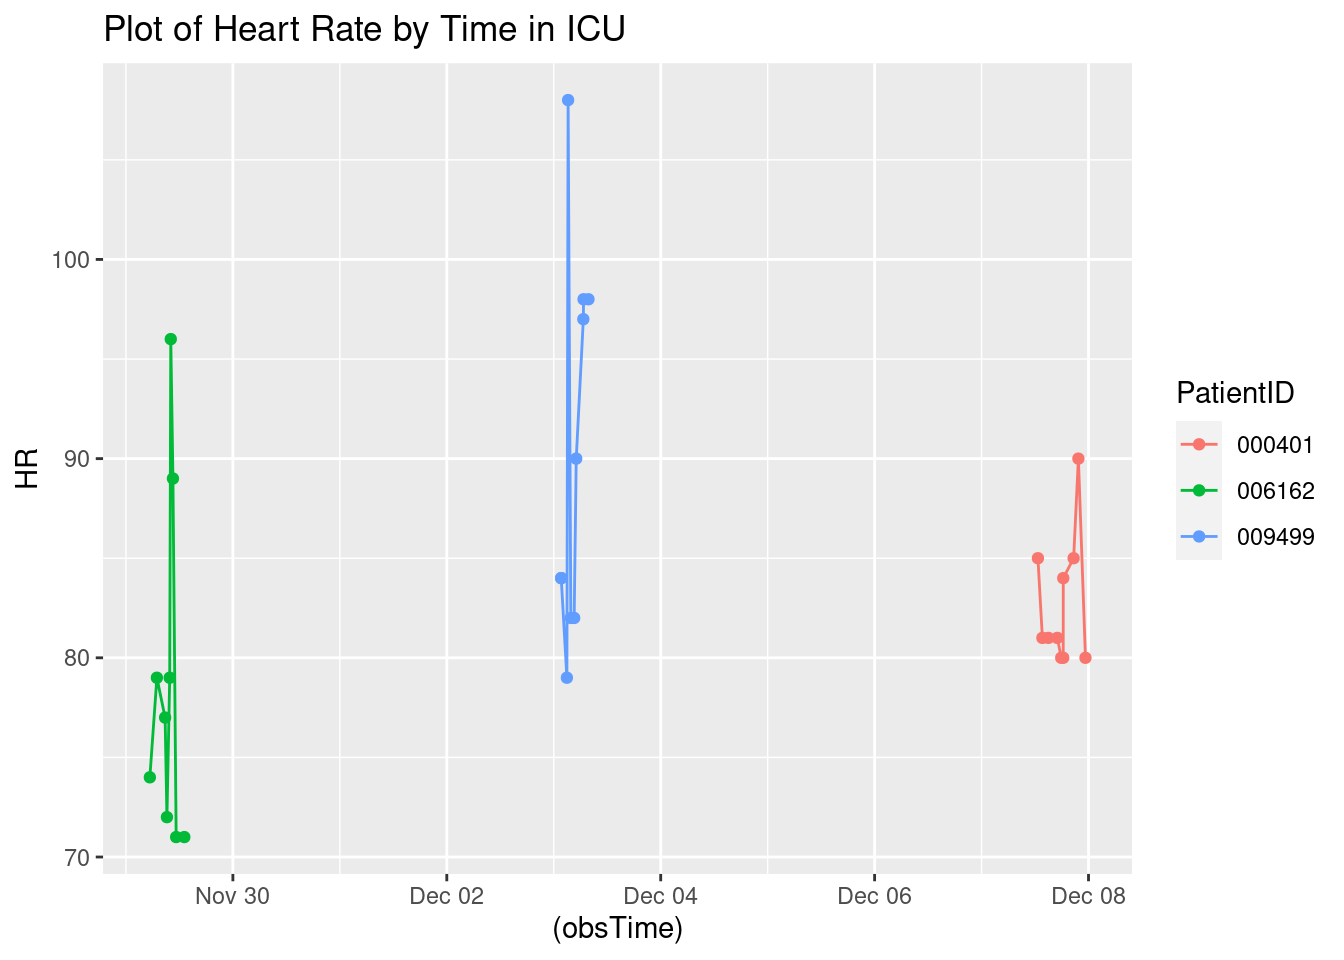 Plot of Heart Rate by Time in ICU
HR
100
90
80
70
Nov 30
Dec 02
Dec 04
Dec 06
Dec 08
(obsTime)
PatientID
000401
006162
009499